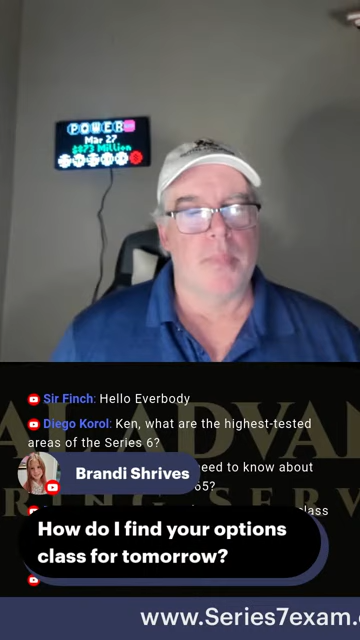 POWER
Mar 27
$873 Million
Sir Finch: Hello Everbody
Diego Korol: Ken, what are the highest-tested
areas of the Series 6?
need to know about
65?
Brandi Shrives
class
How do I find your options
class for tomorrow?
www.Series7exam.